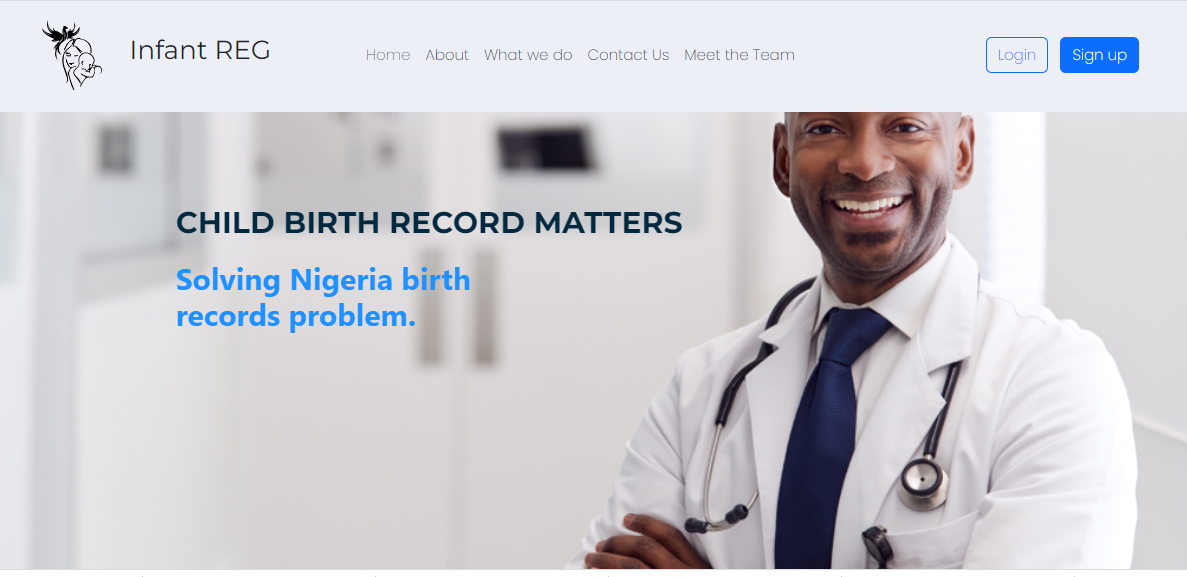 Infant REG
Home About What we do Contact Us Meet the Team
Login Sign up
CHILD BIRTH RECORD MATTERS
Solving Nigeria birth
records problem.